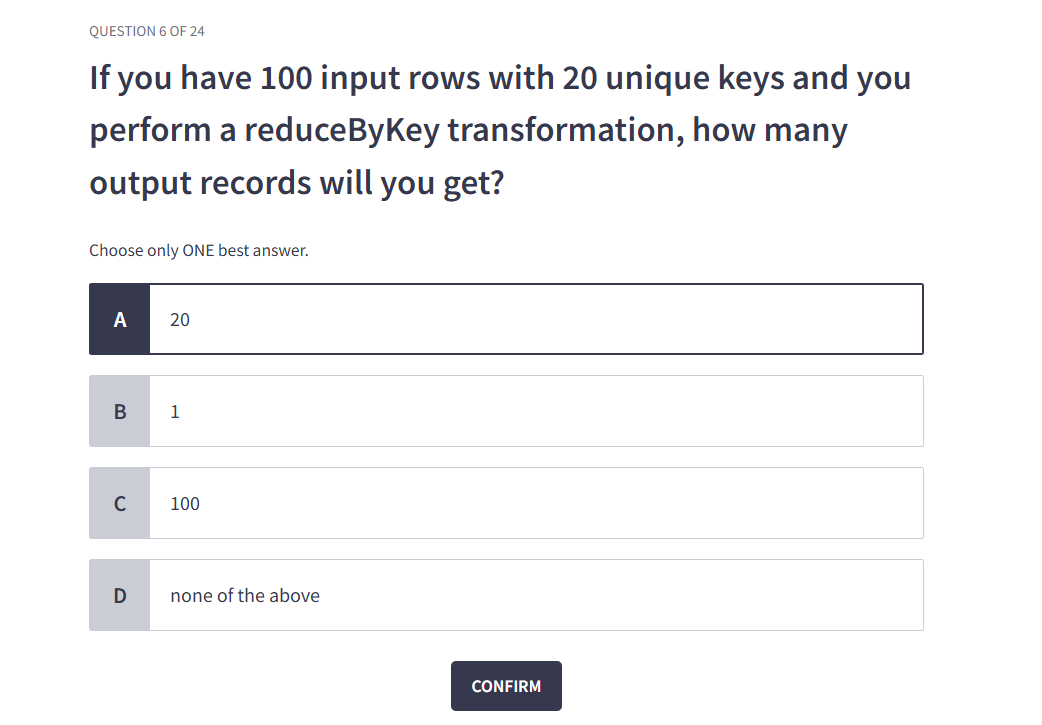 QUESTION 6 OF 24
If you have 100 input rows with 20 unique keys and you
perform a reduceByKey transformation, how many
output records will you get?
Choose only ONE best answer.
A 20
B 1
C 100
D none of the above
CONFIRM